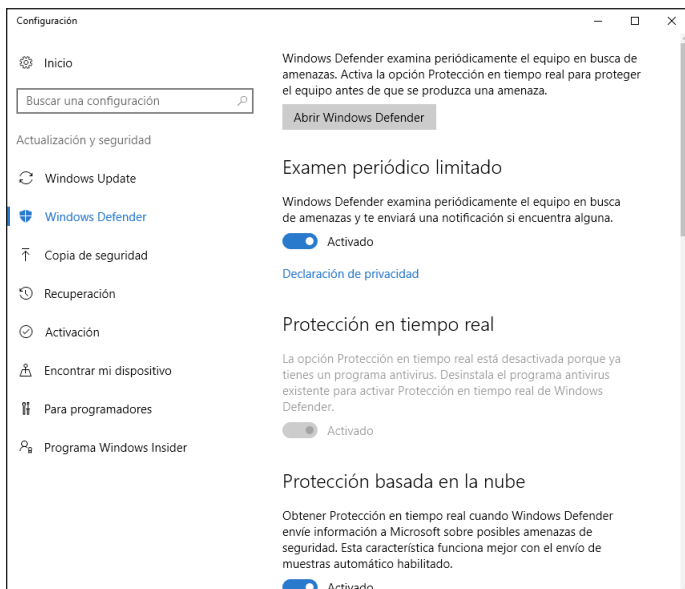 Configuración
Inicio
Buscar una configuración
Actualización y seguridad
Windows Update
Windows Defender
Copia de seguridad
Recuperación
Activación
Encontrar mi dispositivo
Para programadores
Programa Windows Insider
Windows Defender examina periódicamente el equipo en busca de
amenazas. Activa la opción Protección en tiempo real para proteger
el equipo antes de que se produzca una amenaza.
Abrir Windows Defender
Examen periódico limitado
Windows Defender examina periódicamente el equipo en busca
de amenazas y te enviará una notificación si encuentra alguna.
Activado
Declaración de privacidad
Protección en tiempo real
La opción Protección en tiempo real está desactivada porque ya
tienes un programa antivirus. Desinstala el programa antivirus
existente para activar Protección en tiempo real de Windows
Defender.
Activado
Protección basada en la nube
Obtener Protección en tiempo real cuando Windows Defender
envíe información a Microsoft sobre posibles amenazas de
seguridad. Esta característica funciona mejor con el envío de
muestras automático habilitado.
Activado